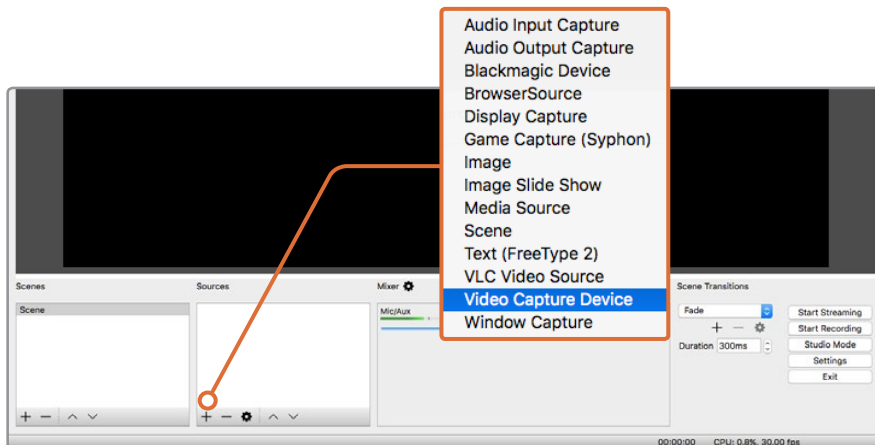 Audio Input Capture
Audio Output Capture
Blackmagic Device
BrowserSource
Display Capture
Game Capture (Syphon)
Image
Image Slide Show
Media Source
Scene
Text (FreeType 2)
VLC Video Source
Video Capture Device
Window Capture
Scenes
Scene
Sources
Mixer
Mic/Aux
Scene Transitions
Fade
Duration 300ms
Start Streaming
Start Recording
Studio Mode
Settings
Exit
00:00:00 CPU: 0.8%, 30.00 fps